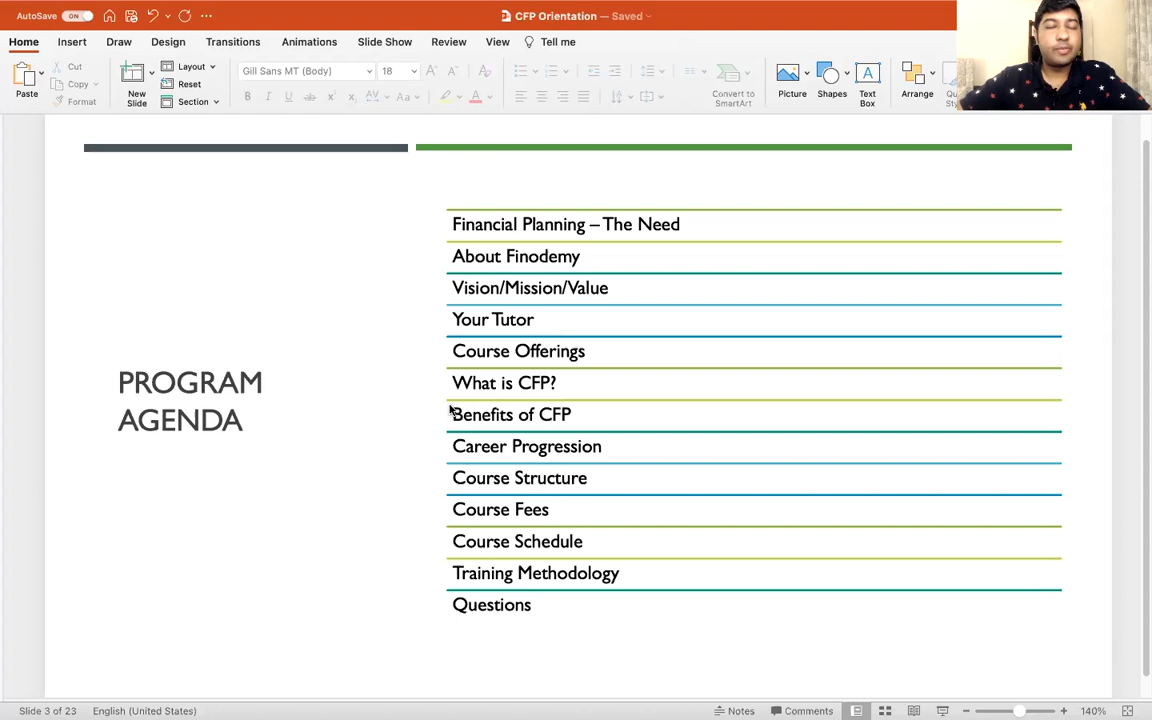 AutoSave ON CFP Orientation — Saved
Home Insert Draw Design Transitions Animations Slide Show Review View Tell me
Paste Cut Copy Format New Slide Layout Reset Section Gill Sans MT (Body) 18 Convert to SmartArt Picture Shapes Text Box Arrange
PROGRAM
AGENDA
Financial Planning – The Need
About Finodemy
Vision/Mission/Value
Your Tutor
Course Offerings
What is CFP?
Benefits of CFP
Career Progression
Course Structure
Course Fees
Course Schedule
Training Methodology
Questions
Slide 3 of 23 English (United States) Notes Comments 140%